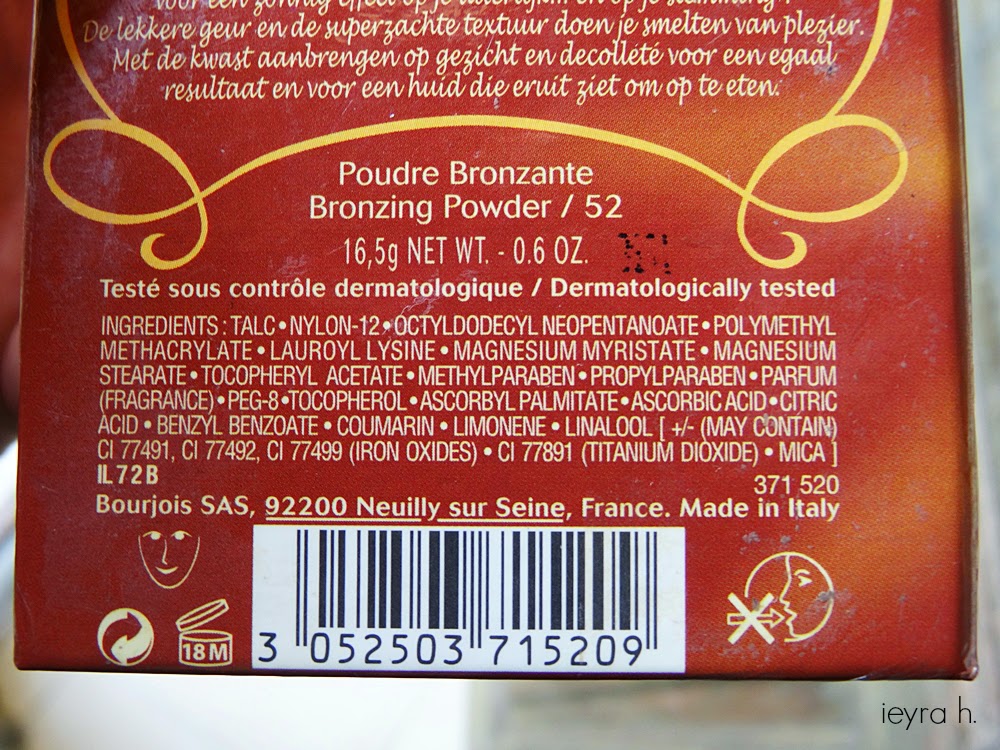 voor een zonnig effect op je
De lekkere geur en de superzachte textuur doen je smelten van plezier.
Met de kwast aanbrengen op gezicht en decolleté voor een egaal
resultaat en voor een huid die eruit ziet om op te eten.
Poudre Bronzante
Bronzing Powder / 52
16,5g NET WT. - 0.6 OZ.
Testé sous contrôle dermatologique / Dermatologically tested
INGREDIENTS : TALC • NYLON-12 • OCTYLDODECYL NEOPENTANOATE • POLYMETHYL
METHACRYLATE • LAUROYL LYSINE • MAGNESIUM MYRISTATE • MAGNESIUM
STEARATE • TOCOPHERYL ACETATE • METHYLPARABEN • PROPYLPARABEN • PARFUM
(FRAGRANCE) • PEG-8 • TOCOPHEROL • ASCORBYL PALMITATE • ASCORBIC ACID • CITRIC
ACID • BENZYL BENZOATE • COUMARIN • LIMONENE • LINALOOL [ +/- (MAY CONTAIN)
CI 77491, CI 77492, CI 77499 (IRON OXIDES) • CI 77891 (TITANIUM DIOXIDE) • MICA ]
IL72B
371 520
Bourjois SAS, 92200 Neuilly sur Seine, France. Made in Italy
18M
3 052503 715209
ieyra h.